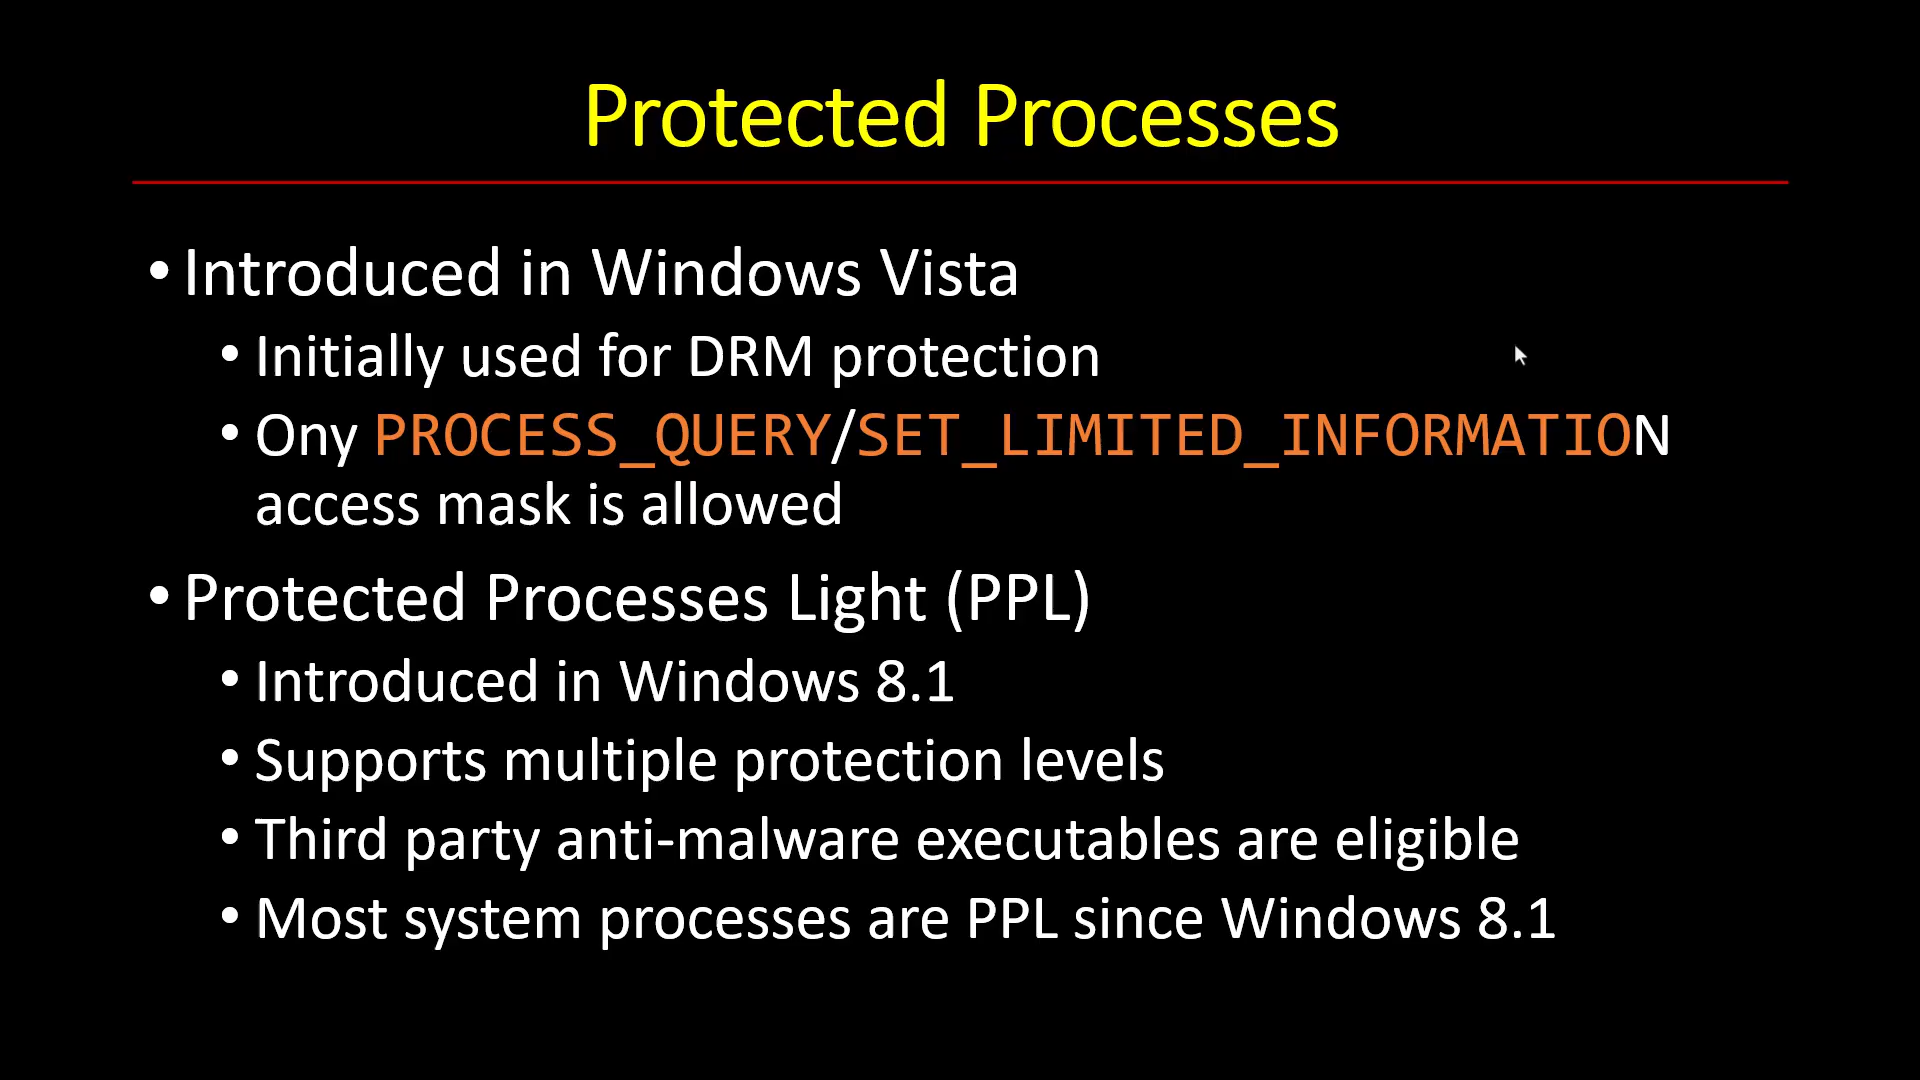 Protected Processes
• Introduced in Windows Vista
• Initially used for DRM protection
• Ony PROCESS_QUERY/SET_LIMITED_INFORMATION
access mask is allowed
• Protected Processes Light (PPL)
• Introduced in Windows 8.1
• Supports multiple protection levels
• Third party anti-malware executables are eligible
• Most system processes are PPL since Windows 8.1